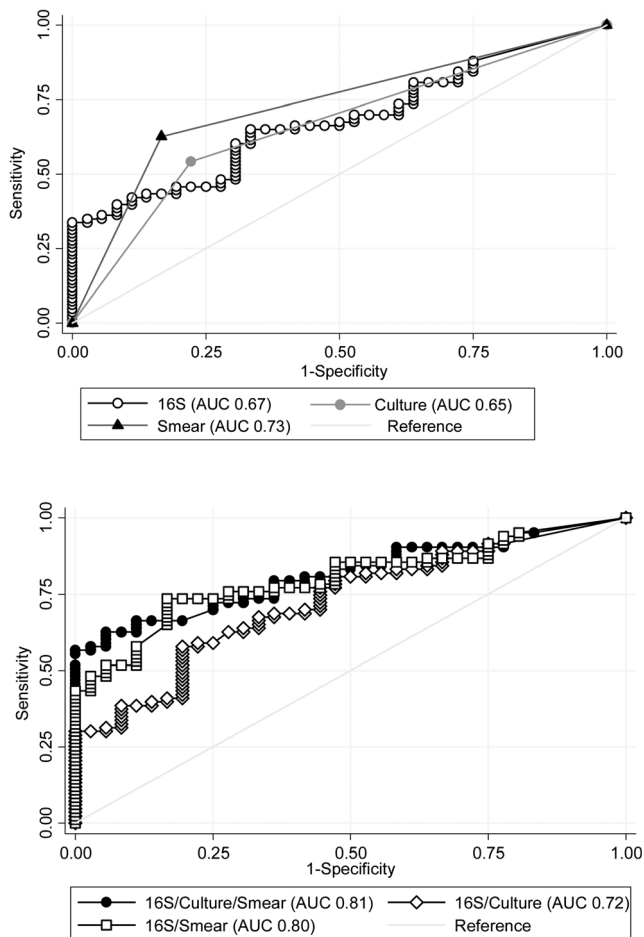 1.00
0.75
0.50
0.25
0.00
Sensitivity
0.00 0.25 0.50 0.75 1.00
1-Specificity
16S (AUC 0.67) Culture (AUC 0.65)
Smear (AUC 0.73) Reference
1.00
0.75
0.50
0.25
0.00
Sensitivity
0.00 0.25 0.50 0.75 1.00
1-Specificity
16S/Culture/Smear (AUC 0.81) 16S/Culture (AUC 0.72)
16S/Smear (AUC 0.80) Reference